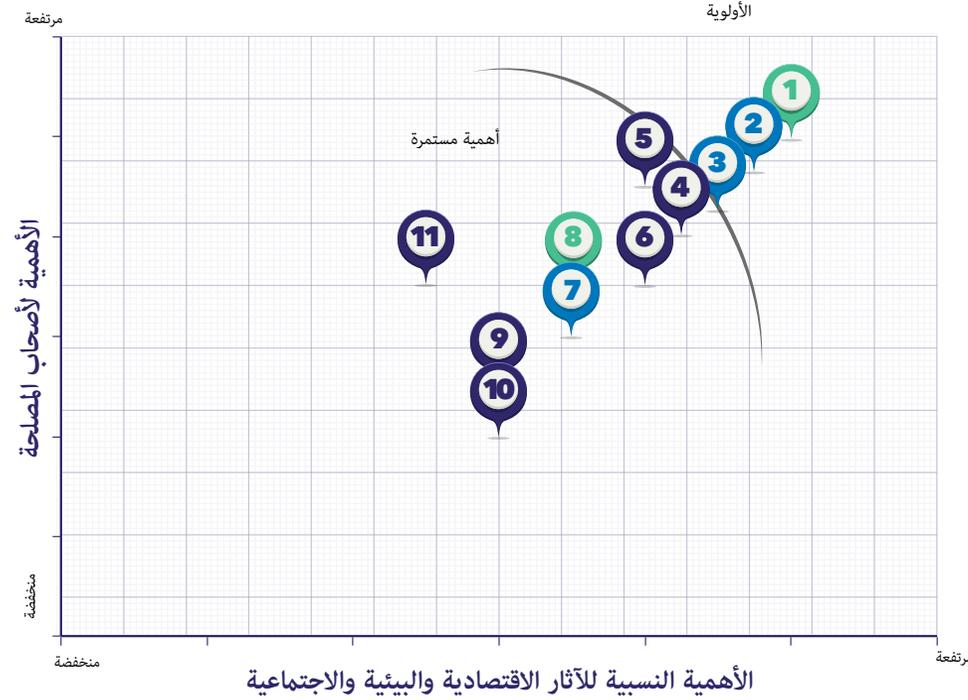 الأولوية
مرتفعة
1
2
5
أهمية مستمرة
3
4
11
8
6
7
9
10
الأهمية لأصحاب المصلحة
منخفضة
منخفضة
مرتفعة
الأهمية النسبية للآثار الاقتصادية والبيئية والاجتماعية